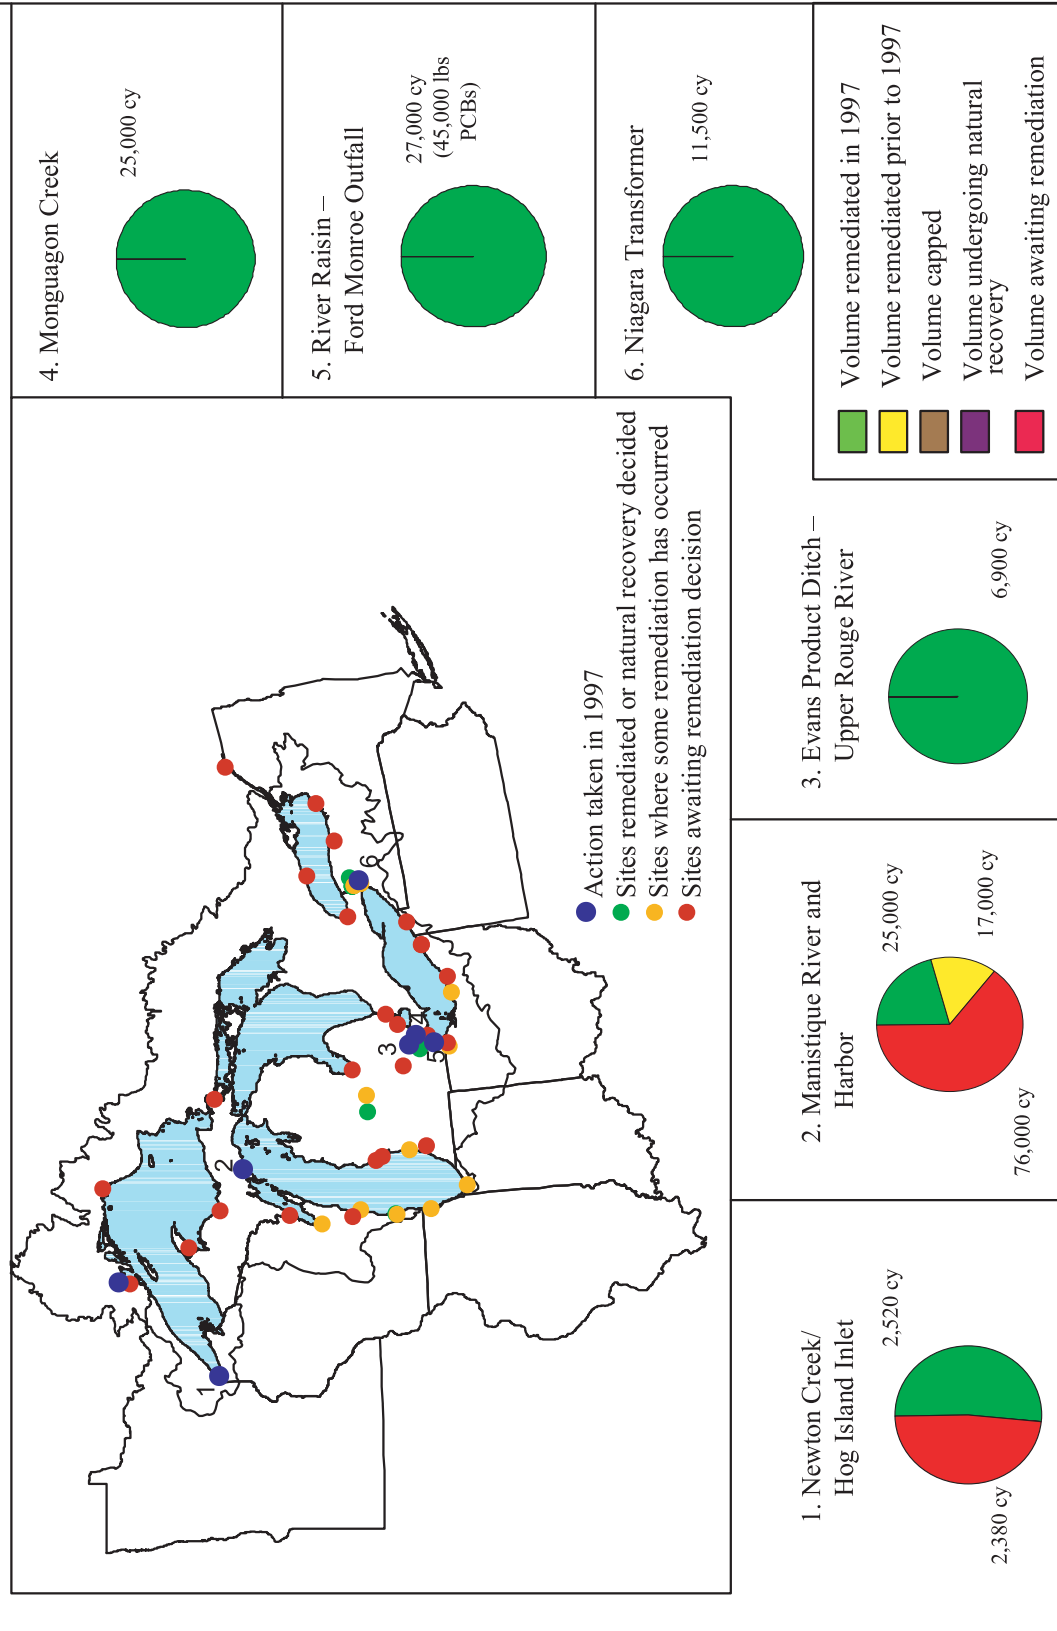 4. Monguagon Creek
25,000 cy
5. River Raisin –
Ford Monroe Outfall
27,000 cy
(45,000 lbs
PCBs)
6. Niagara Transformer
11,500 cy
1
2
3
4
5
6
Action taken in 1997
Sites remediated or natural recovery decided
Sites where some remediation has occurred
Sites awaiting remediation decision
1. Newton Creek/
Hog Island Inlet
2,520 cy
2,380 cy
2. Manistique River and
Harbor
25,000 cy
17,000 cy
76,000 cy
3. Evans Product Ditch –
Upper Rouge River
6,900 cy
Volume remediated in 1997
Volume remediated prior to 1997
Volume capped
Volume undergoing natural
recovery
Volume awaiting remediation